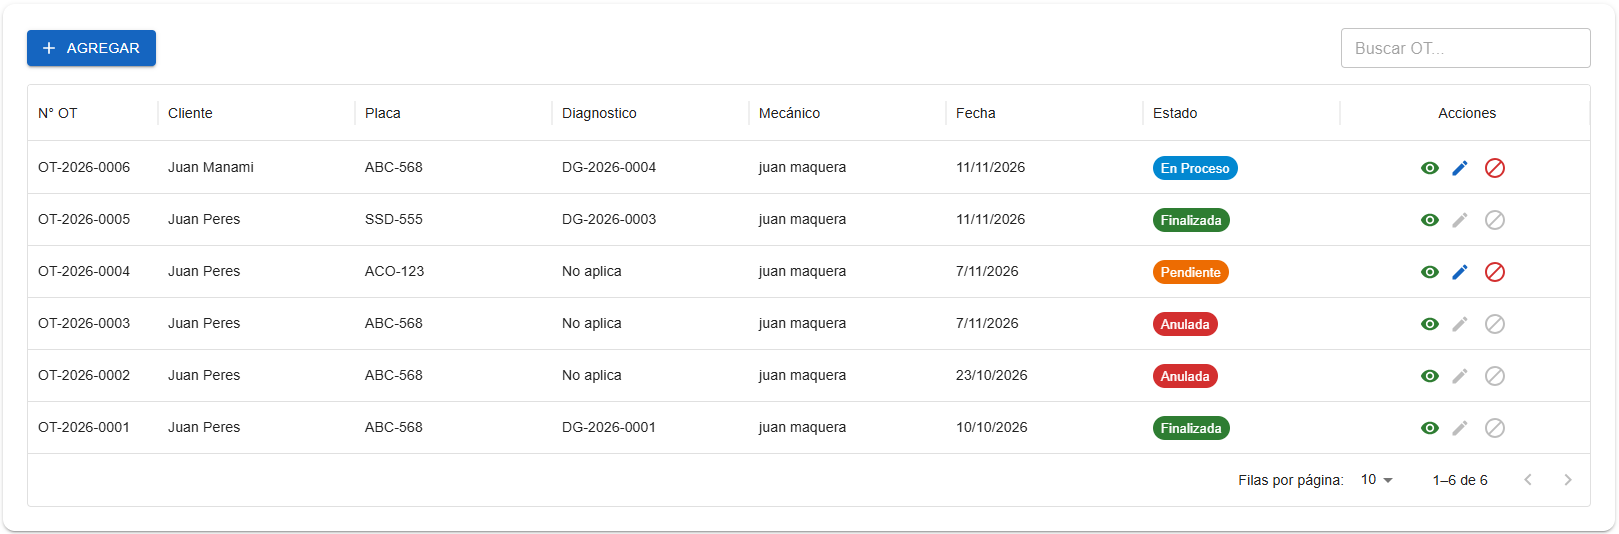 + AGREGAR
Buscar OT...
N° OT Cliente Placa Diagnostico Mecánico Fecha Estado Acciones
OT-2026-0006 Juan Manami ABC-568 DG-2026-0004 juan maquera 11/11/2026 En Proceso
OT-2026-0005 Juan Peres SSD-555 DG-2026-0003 juan maquera 11/11/2026 Finalizada
OT-2026-0004 Juan Peres ACO-123 No aplica juan maquera 7/11/2026 Pendiente
OT-2026-0003 Juan Peres ABC-568 No aplica juan maquera 7/11/2026 Anulada
OT-2026-0002 Juan Peres ABC-568 No aplica juan maquera 23/10/2026 Anulada
OT-2026-0001 Juan Peres ABC-568 DG-2026-0001 juan maquera 10/10/2026 Finalizada
Filas por página: 10 1–6 de 6